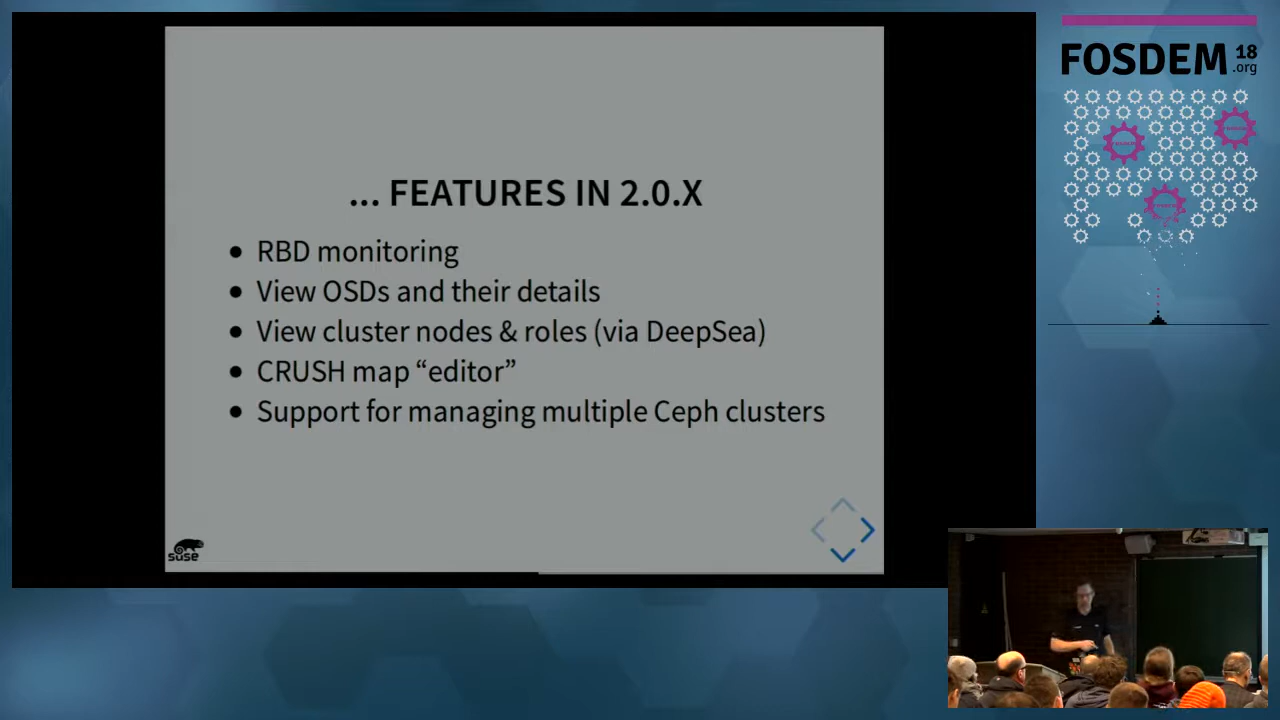 ... FEATURES IN 2.0.X
RBD monitoring
View OSDs and their details
View cluster nodes & roles (via DeepSea)
CRUSH map “editor”
Support for managing multiple Ceph clusters
SUSE
FOSDEM 18
.org